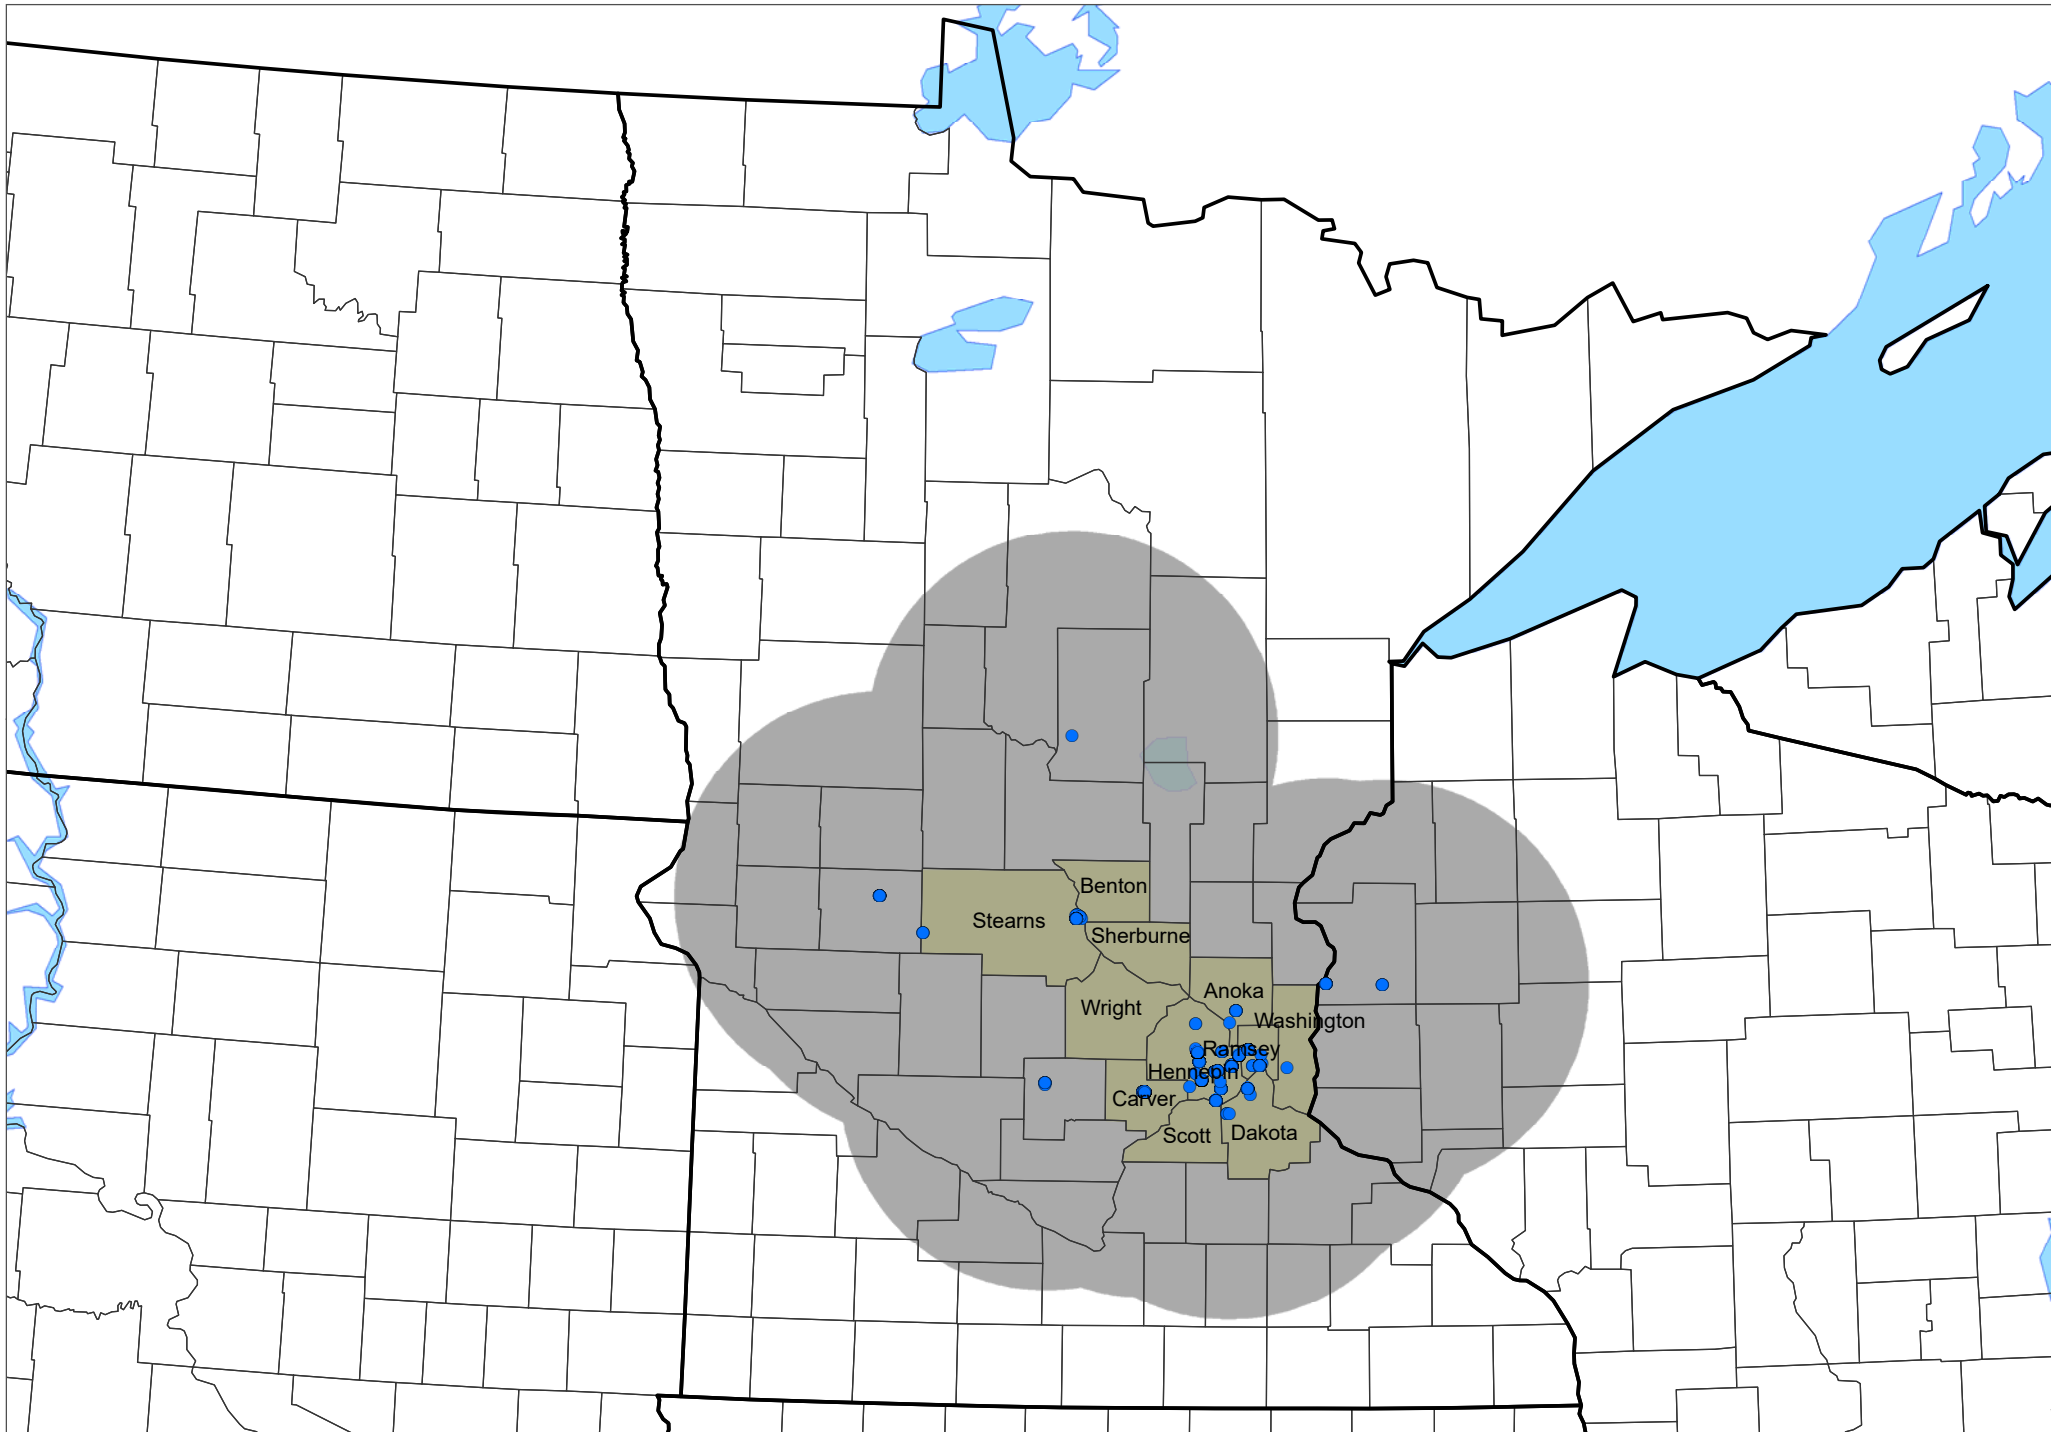 Benton
Stearns
Sherburne
Anoka
Wright
Washington
Ramsey
Hennepin
Carver
Scott
Dakota